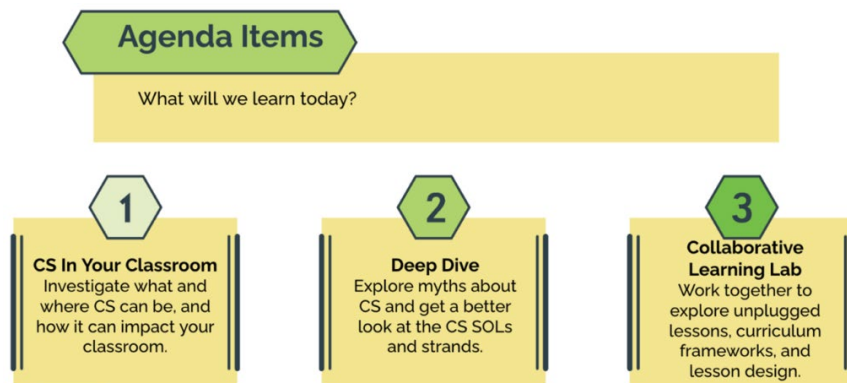 Agenda Items
What will we learn today?
1
CS In Your Classroom
Investigate what and
where CS can be, and
how it can impact your
classroom.
2
Deep Dive
Explore myths about
CS and get a better
look at the CS SOLs
and strands.
3
Collaborative
Learning Lab
Work together to
explore unplugged
lessons, curriculum
frameworks, and
lesson design.